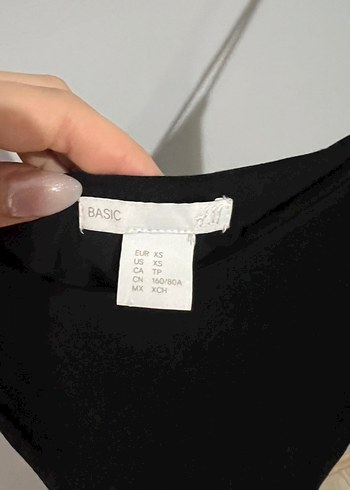 BASIC H&M
EUR XS
US XS
CA TP
CN 160/80A
MX XCH